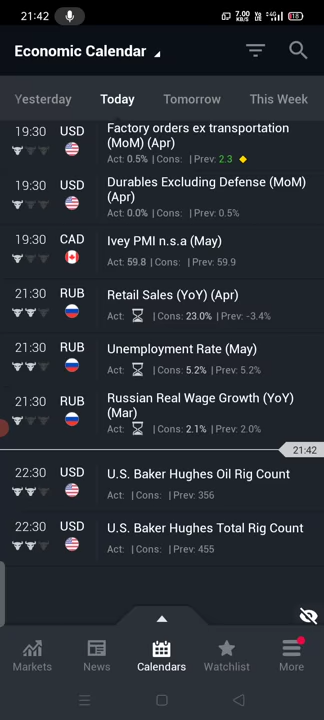 21:42
7.00 KB/S
4G
18
Economic Calendar
Yesterday Today Tomorrow This Week
19:30 USD Factory orders ex transportation (MoM) (Apr)
Act: 0.5% | Cons: | Prev: 2.3
19:30 USD Durables Excluding Defense (MoM) (Apr)
Act: 0.0% | Cons: | Prev: 0.5%
19:30 CAD Ivey PMI n.s.a (May)
Act: 59.8 | Cons: | Prev: 59.9
21:30 RUB Retail Sales (YoY) (Apr)
Act: | Cons: 23.0% | Prev: -3.4%
21:30 RUB Unemployment Rate (May)
Act: | Cons: 5.2% | Prev: 5.2%
21:30 RUB Russian Real Wage Growth (YoY) (Mar)
Act: | Cons: 2.1% | Prev: 2.0%
21:42
22:30 USD U.S. Baker Hughes Oil Rig Count
Act: | Cons: | Prev: 356
22:30 USD U.S. Baker Hughes Total Rig Count
Act: | Cons: | Prev: 455
Markets News Calendars Watchlist More